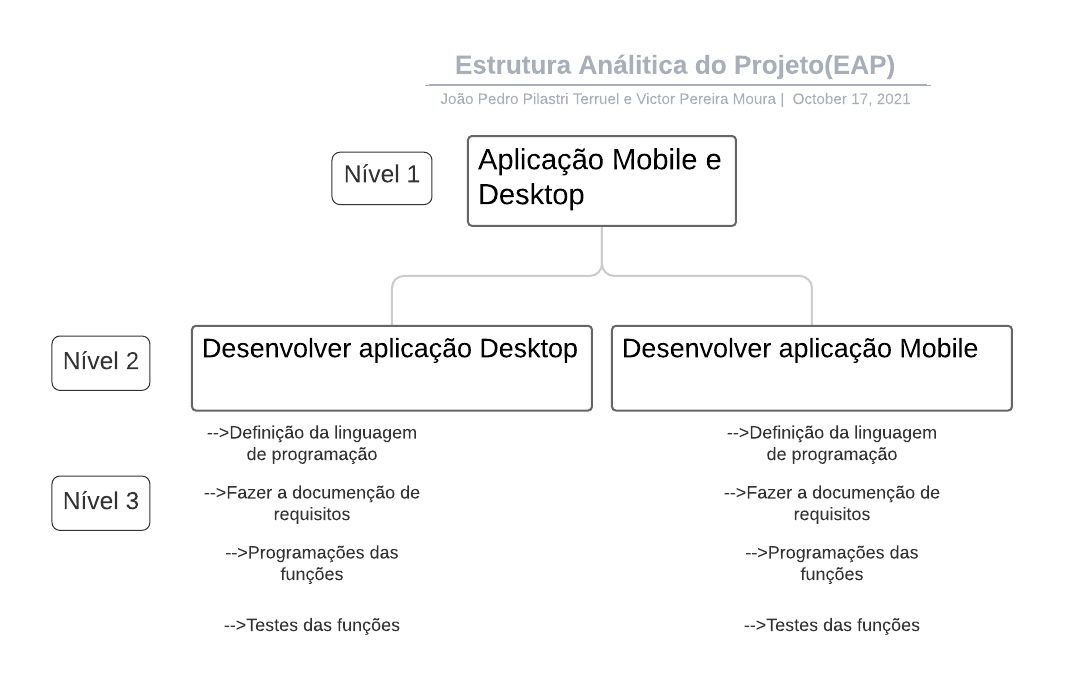 Estrutura Análitica do Projeto(EAP)
João Pedro Pilastri Terruel e Victor Pereira Moura | October 17, 2021
Nível 1
Aplicação Mobile e
Desktop
Nível 2
Desenvolver aplicação Desktop
Desenvolver aplicação Mobile
Nível 3
-->Definição da linguagem
de programação
-->Fazer a documenção de
requisitos
-->Programações das
funções
-->Testes das funções
-->Definição da linguagem
de programação
-->Fazer a documenção de
requisitos
-->Programações das
funções
-->Testes das funções